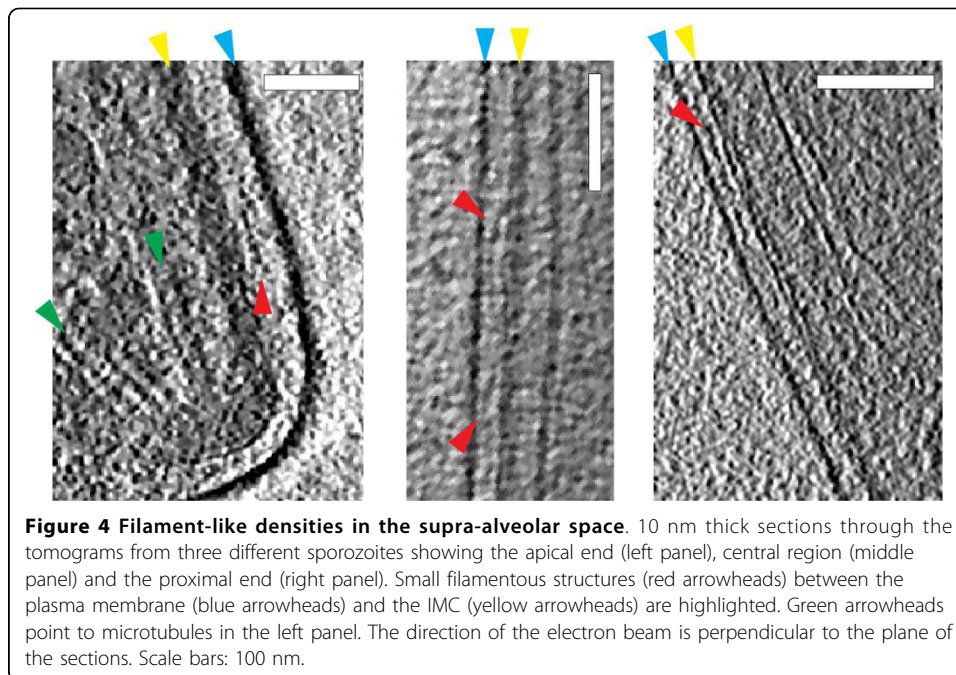 Figure 4 Filament-like densities in the supra-alveolar space. 10 nm thick sections through the
tomograms from three different sporozoites showing the apical end (left panel), central region (middle
panel) and the proximal end (right panel). Small filamentous structures (red arrowheads) between the
plasma membrane (blue arrowheads) and the IMC (yellow arrowheads) are highlighted. Green arrowheads
point to microtubules in the left panel. The direction of the electron beam is perpendicular to the plane of
the sections. Scale bars: 100 nm.